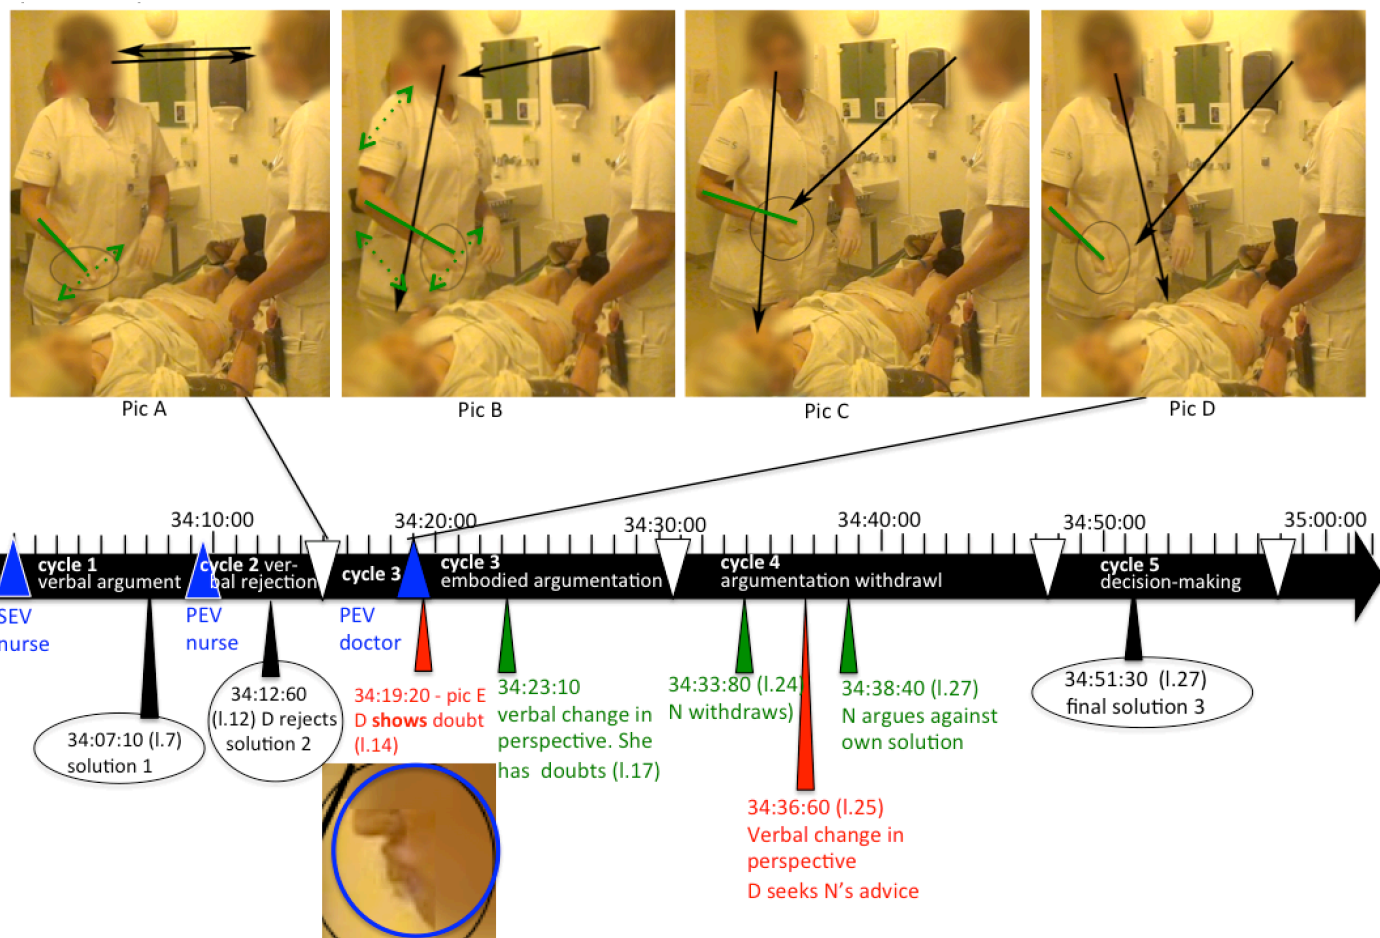 Pic A
Pic B
Pic C
Pic D
34:10:00
34:20:00
34:30:00
34:40:00
34:50:00
35:00:00
cycle 1
verbal argument
cycle 2 ver-
bal rejection
cycle 3
cycle 3
embodied argumentation
cycle 4
argumentation withdrawl
cycle 5
decision-making
SEV
nurse
PEV
nurse
PEV
doctor
34:07:10 (l.7)
solution 1
34:12:60
(l.12) D rejects
solution 2
34:19:20 - pic E
D shows doubt
(l.14)
34:23:10
verbal change in
perspective. She
has doubts (l.17)
34:33:80 (l.24)
N withdraws)
34:36:60 (l.25)
Verbal change in
perspective
D seeks N's advice
34:38:40 (l.27)
N argues against
own solution
34:51:30 (l.27)
final solution 3